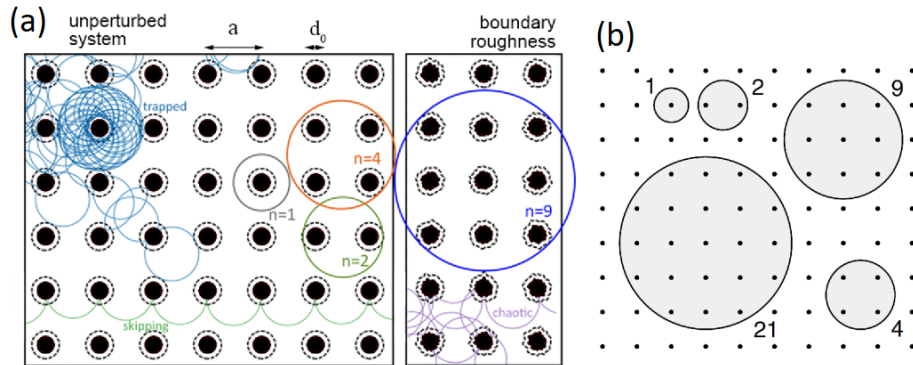 (a)
unperturbed
system
a
d₀
boundary
roughness
trapped
n=4
n=1
n=2
skipping
n=9
chaotic
(b)
1
2
9
21
4